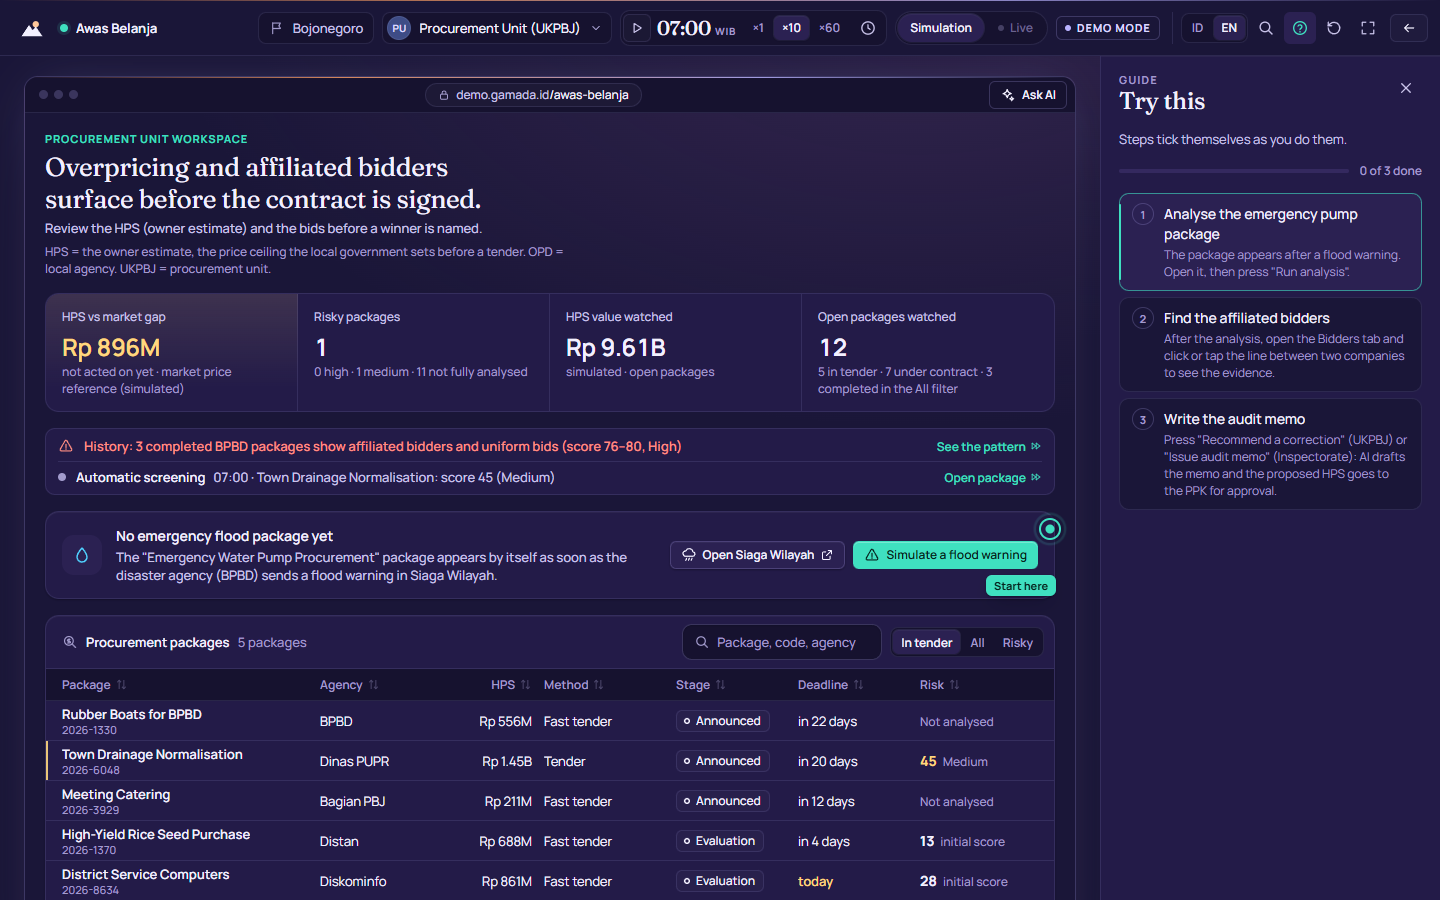 Awas Belanja
Bojonegoro
PU Procurement Unit (UKPBJ)
07:00 WIB
×1 ×10 ×60
Simulation Live
DEMO MODE
ID EN
demo.gamada.id/awas-belanja
Ask AI
PROCUREMENT UNIT WORKSPACE
Overpricing and affiliated bidders
surface before the contract is signed.
Review the HPS (owner estimate) and the bids before a winner is named.
HPS = the owner estimate, the price ceiling the local government sets before a tender. OPD =
local agency. UKPBJ = procurement unit.
HPS vs market gap
Rp 896M
not acted on yet · market price
reference (simulated)
Risky packages
1
0 high · 1 medium · 11 not fully analysed
HPS value watched
Rp 9.61B
simulated · open packages
Open packages watched
12
5 in tender · 7 under contract · 3
completed in the All filter
History: 3 completed BPBD packages show affiliated bidders and uniform bids (score 76–80, High)
See the pattern
Automatic screening 07:00 · Town Drainage Normalisation: score 45 (Medium)
Open package
No emergency flood package yet
The "Emergency Water Pump Procurement" package appears by itself as soon as the
disaster agency (BPBD) sends a flood warning in Siaga Wilayah.
Open Siaga Wilayah
Simulate a flood warning
Start here
Procurement packages 5 packages
Package, code, agency
In tender All Risky
Package Agency HPS Method Stage Deadline Risk
Rubber Boats for BPBD
2026-1330
BPBD Rp 556M Fast tender Announced in 22 days Not analysed
Town Drainage Normalisation
2026-6048
Dinas PUPR Rp 1.45B Tender Announced in 20 days 45 Medium
Meeting Catering
2026-3929
Bagian PBJ Rp 211M Fast tender Announced in 12 days Not analysed
High-Yield Rice Seed Purchase
2026-1370
Distan Rp 688M Fast tender Evaluation in 4 days 13 initial score
District Service Computers
2026-8634
Diskominfo Rp 861M Fast tender Evaluation today 28 initial score
GUIDE
Try this
Steps tick themselves as you do them.
0 of 3 done
1
Analyse the emergency pump
package
The package appears after a flood warning.
Open it, then press "Run analysis".
2
Find the affiliated bidders
After the analysis, open the Bidders tab and
click or tap the line between two companies
to see the evidence.
3
Write the audit memo
Press "Recommend a correction" (UKPBJ) or
"Issue audit memo" (Inspectorate): AI drafts
the memo and the proposed HPS goes to
the PPK for approval.